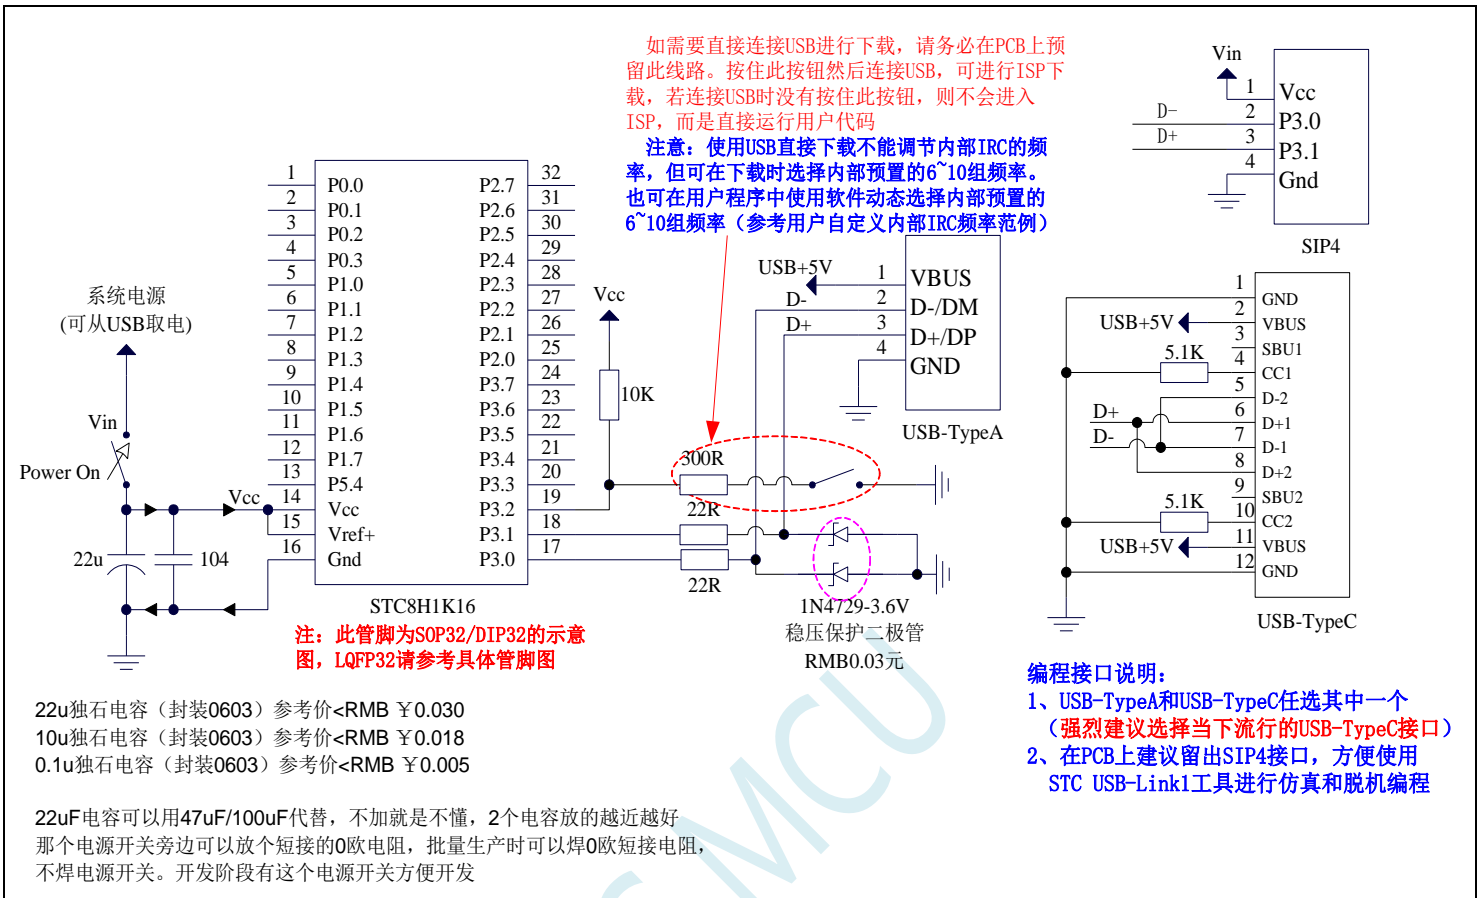 如需要直接连接USB进行下载，请务必在PCB上预
留此线路。按住此按钮然后连接USB，可进行ISP下
载，若连接USB时没有按住此按钮，则不会进入
ISP，而是直接运行用户代码
注意：使用USB直接下载不能调节内部IRC的频
率，但可在下载时选择内部预置的6~10组频率。
也可在用户程序中使用软件动态选择内部预置的
6~10组频率（参考用户自定义内部IRC频率范例）
Vin
1 Vcc
D- 2 P3.0
D+ 3 P3.1
4 Gnd
SIP4
系统电源
(可从USB取电)
Vin
Power On
Vcc
22u
104
1 P0.0 P2.7 32
2 P0.1 P2.6 31
3 P0.2 P2.5 30
4 P0.3 P2.4 29
5 P1.0 P2.3 28
6 P1.1 P2.2 27
7 P1.2 P2.1 26
8 P1.3 P2.0 25
9 P1.4 P3.7 24
10 P1.5 P3.6 23
11 P1.6 P3.5 22
12 P1.7 P3.4 21
13 P5.4 P3.3 20
14 Vcc P3.2 19
15 Vref+ P3.1 18
16 Gnd P3.0 17
STC8H1K16
注：此管脚为SOP32/DIP32的示意
图，LQFP32请参考具体管脚图
Vcc
10K
300R
22R
22R
USB+5V 1 VBUS
D- 2 D-/DM
D+ 3 D+/DP
4 GND
USB-TypeA
1N4729-3.6V
稳压保护二极管
RMB0.03元
1 GND
USB+5V 2 VBUS
3 SBU1
5.1K 4 CC1
5 D-2
D+ 6 D+1
D- 7 D-1
8 D+2
9 SBU2
5.1K 10 CC2
USB+5V 11 VBUS
12 GND
USB-TypeC
编程接口说明：
1、USB-TypeA和USB-TypeC任选其中一个
（强烈建议选择当下流行的USB-TypeC接口）
2、在PCB上建议留出SIP4接口，方便使用
STC USB-Link1工具进行仿真和脱机编程
22u独石电容（封装0603）参考价<RMB ￥0.030
10u独石电容（封装0603）参考价<RMB ￥0.018
0.1u独石电容（封装0603）参考价<RMB ￥0.005
22uF电容可以用47uF/100uF代替，不加就是不懂，2个电容放的越近越好
那个电源开关旁边可以放个短接的0欧电阻，批量生产时可以焊0欧短接电阻，
不焊电源开关。开发阶段有这个电源开关方便开发
MCU